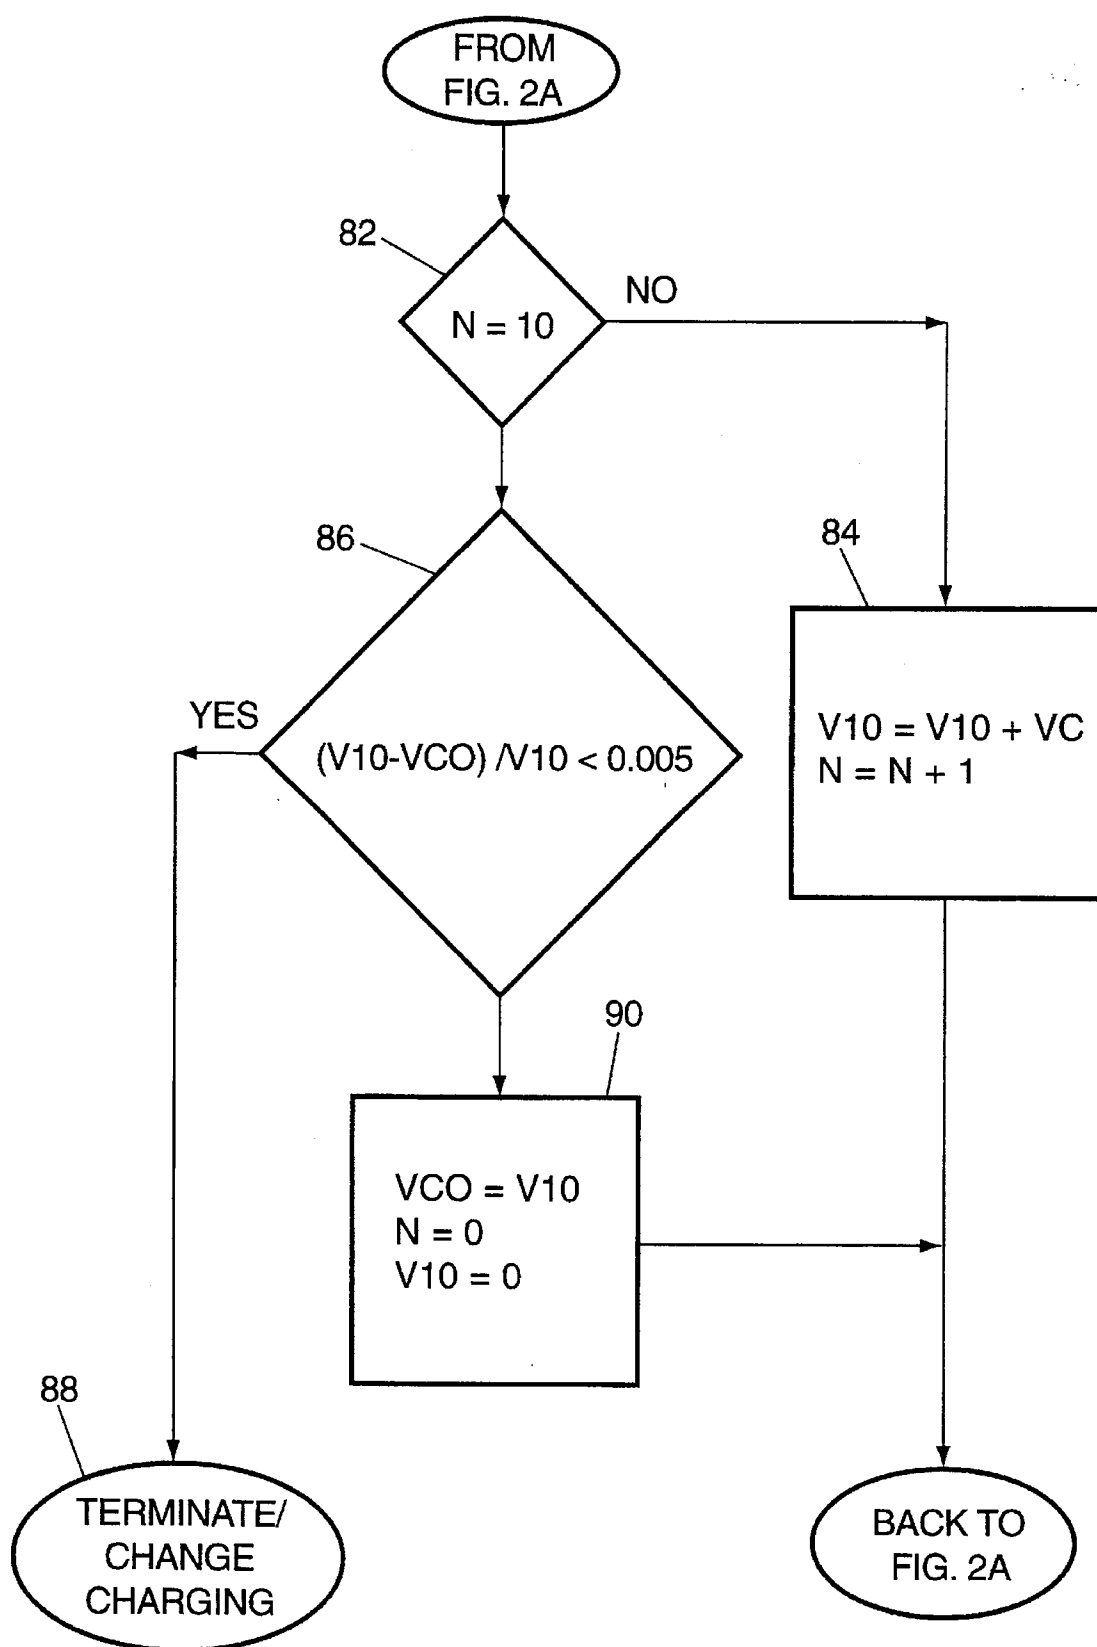 FROM
FIG. 2A
82
N = 10
NO
86
84
YES
(V10-VCO) /V10 < 0.005
V10 = V10 + VC
N = N + 1
90
VCO = V10
N = 0
V10 = 0
88
TERMINATE/
CHANGE
CHARGING
BACK TO
FIG. 2A